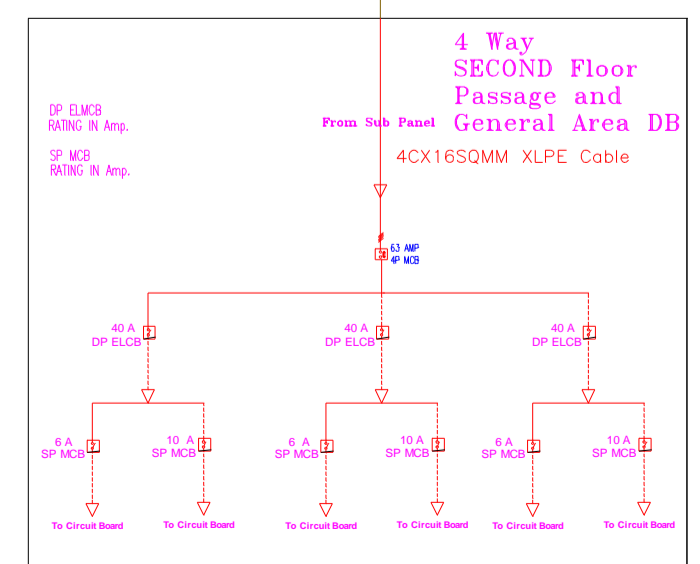 4 Way
SECOND Floor
Passage and
General Area DB
DP ELMCB
RATING IN Amp.
SP MCB
RATING IN Amp.
From Sub Panel
4CX16SQMM XLPE Cable
63 AMP
4P MCB
40 A
DP ELCB
40 A
DP ELCB
40 A
DP ELCB
6 A
SP MCB
10 A
SP MCB
6 A
SP MCB
10 A
SP MCB
6 A
SP MCB
10 A
SP MCB
To Circuit Board
To Circuit Board
To Circuit Board
To Circuit Board
To Circuit Board
To Circuit Board